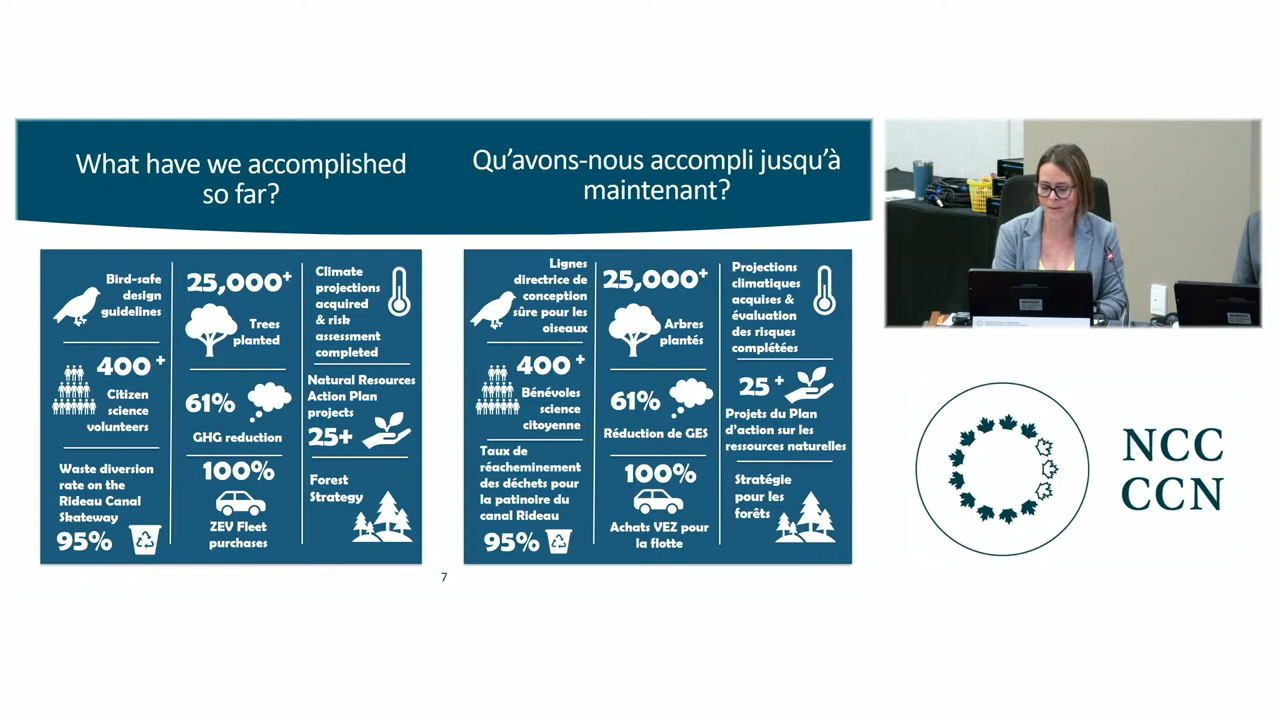 What have we accomplished
so far?
Qu'avons-nous accompli jusqu'à
maintenant?
Bird-safe
design
guidelines
400+
Citizen
science
volunteers
Waste diversion
rate on the
Rideau Canal
Skateway
95%
25,000+
Trees
planted
61%
GHG reduction
100%
ZEV Fleet
purchases
Climate
projections
acquired
& risk
assessment
completed
Natural Resources
Action Plan
projects
25+
Forest
Strategy
Lignes
directrice de
conception
sûre pour les
oiseaux
400+
Bénévoles
science
citoyenne
Taux de
réacheminement
des déchets pour
la patinoire du
canal Rideau
95%
25,000+
Arbres
plantés
61%
Réduction de GES
100%
Achats VEZ pour
la flotte
Projections
climatiques
acquises &
évaluation
des risques
complétées
25+
Projets du Plan
d'action sur les
ressources naturelles
Stratégie
pour les
forêts
7
NCC
CCN